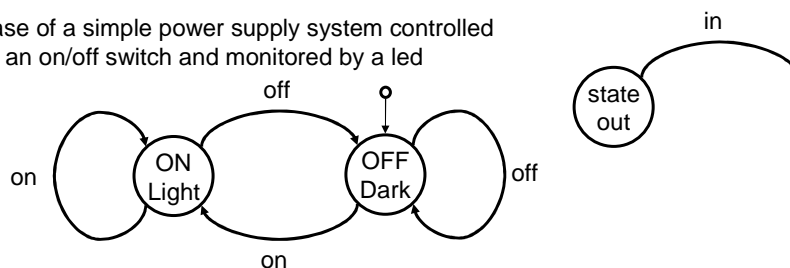 ase of a simple power supply system controlled
an on/off switch and monitored by a led
in
off
state
out
ON
Light
OFF
Dark
on
off
on